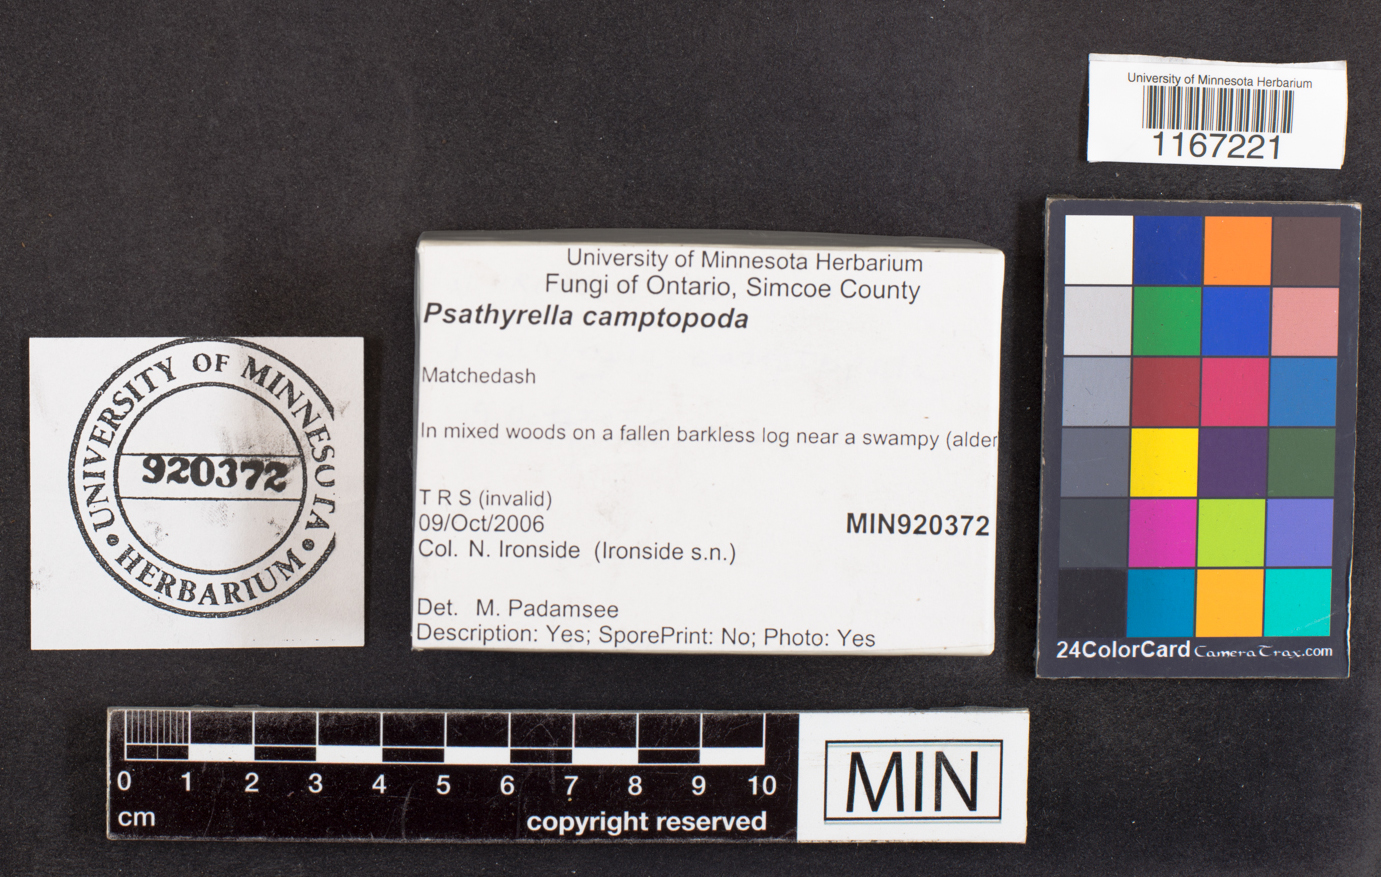 University of Minnesota Herbarium
1167221
University of Minnesota Herbarium
Fungi of Ontario, Simcoe County
Psathyrella camptopoda
Matchedash
In mixed woods on a fallen barkless log near a swampy (alder
T R S (invalid)
09/Oct/2006
MIN920372
Col. N. Ironside (Ironside s.n.)
Det. M. Padamsee
Description: Yes; SporePrint: No; Photo: Yes
UNIVERSITY OF MINNESOTA
920372
HERBARIUM
24ColorCard CameraTrax.com
0 1 2 3 4 5 6 7 8 9 10
cm
copyright reserved
MIN